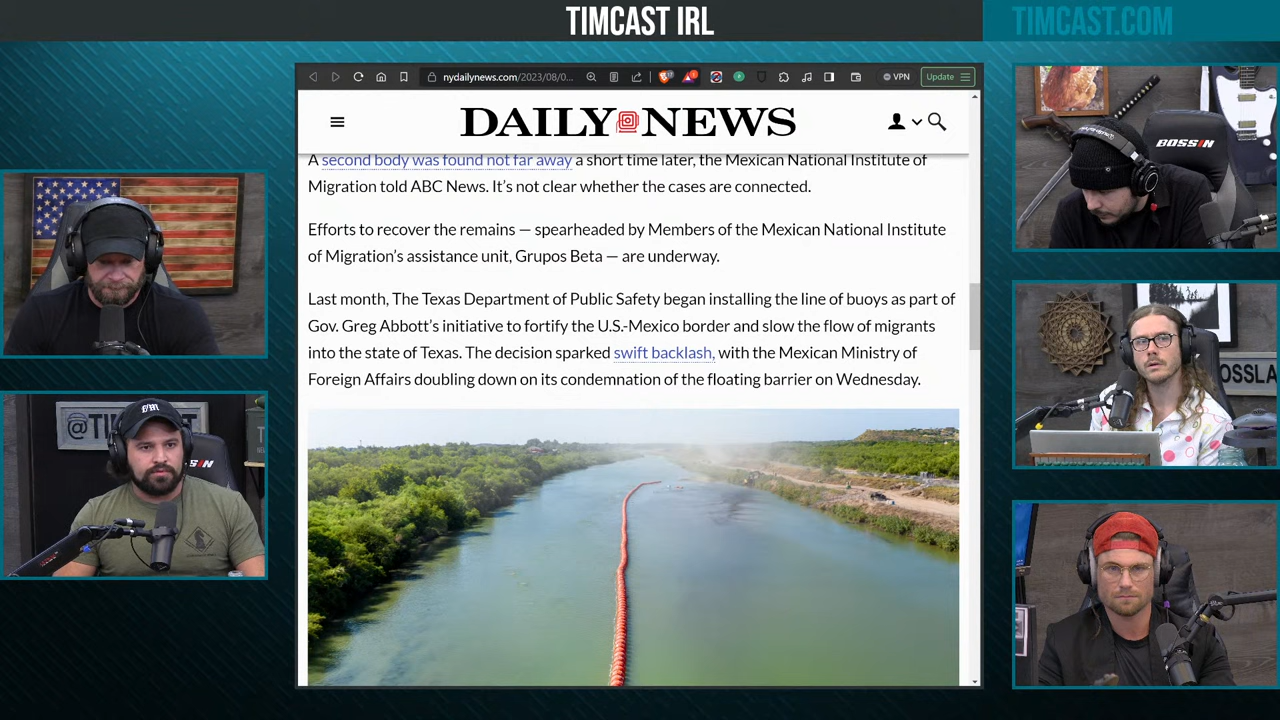 TIMCAST IRL
TIMCAST.COM
nydailynews.com/2023/08/0...
VPN
Update
DAILY NEWS
A second body was found not far away a short time later, the Mexican National Institute of
Migration told ABC News. It’s not clear whether the cases are connected.
Efforts to recover the remains — spearheaded by Members of the Mexican National Institute
of Migration’s assistance unit, Grupos Beta — are underway.
Last month, The Texas Department of Public Safety began installing the line of buoys as part of
Gov. Greg Abbott’s initiative to fortify the U.S.-Mexico border and slow the flow of migrants
into the state of Texas. The decision sparked swift backlash, with the Mexican Ministry of
Foreign Affairs doubling down on its condemnation of the floating barrier on Wednesday.
BOSSIN
@TI
AST